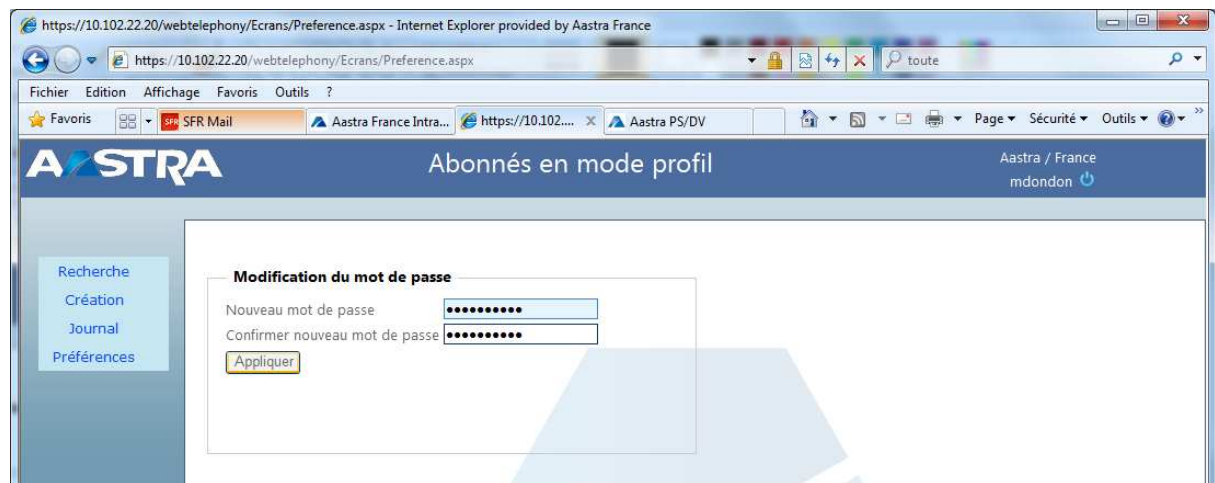 https://10.102.22.20/webtelephony/Ecrans/Preference.aspx - Internet Explorer provided by Aastra France
https://10.102.22.20/webtelephony/Ecrans/Preference.aspx
toute
Fichier Edition Affichage Favoris Outils ?
Favoris SFR SFR Mail Aastra France Intra... https://10.102.... X Aastra PS/DV Page Sécurité Outils »
AASTRA Abonnés en mode profil Aastra / France
mdondon
Recherche
Création
Journal
Préférences
Modification du mot de passe
Nouveau mot de passe ••••••••••
Confirmer nouveau mot de passe ••••••••••
Appliquer